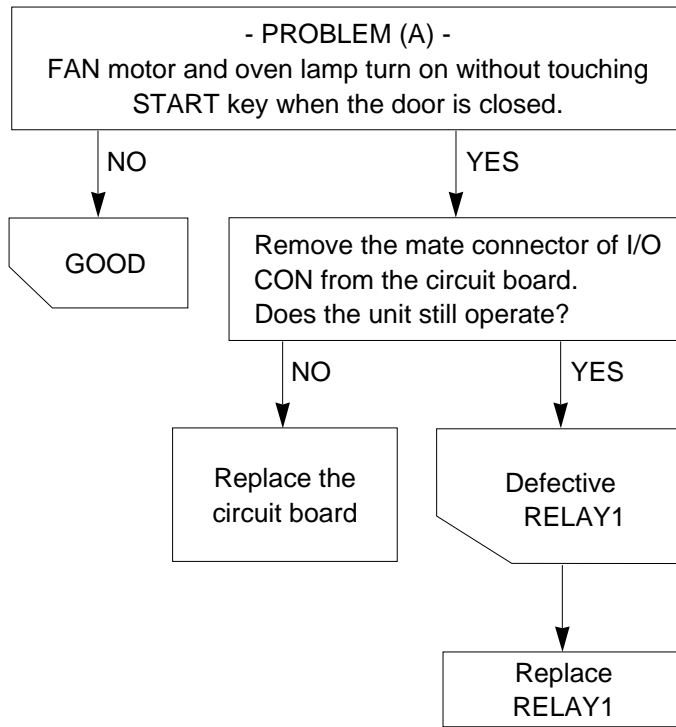 - PROBLEM (A) -
FAN motor and oven lamp turn on without touching
START key when the door is closed.
NO
YES
GOOD
Remove the mate connector of I/O
CON from the circuit board.
Does the unit still operate?
NO
YES
Replace the
circuit board
Defective
RELAY1
Replace
RELAY1